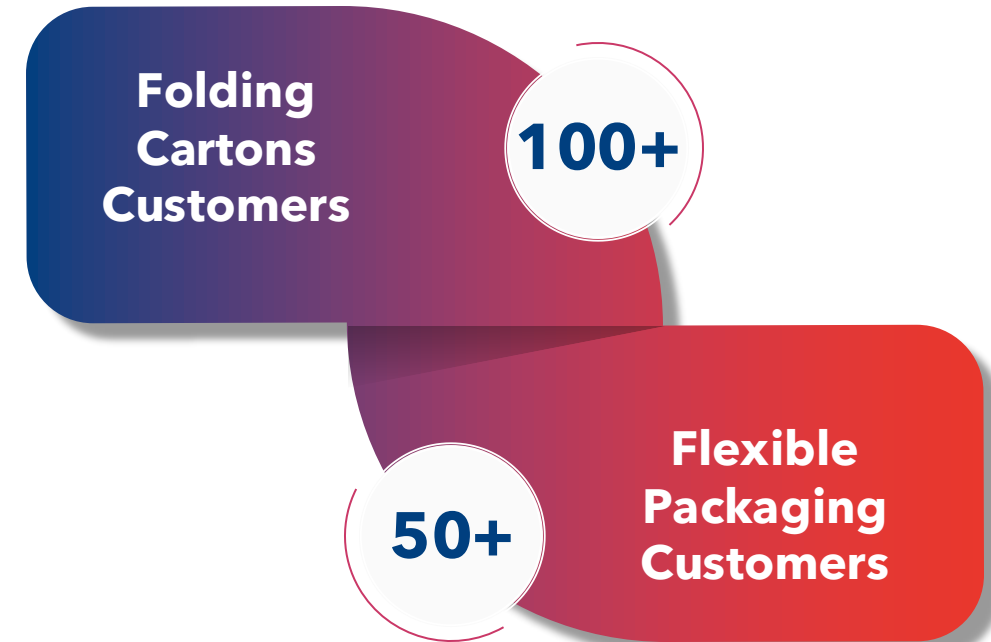 Folding
Cartons
Customers
100+
50+
Flexible
Packaging
Customers